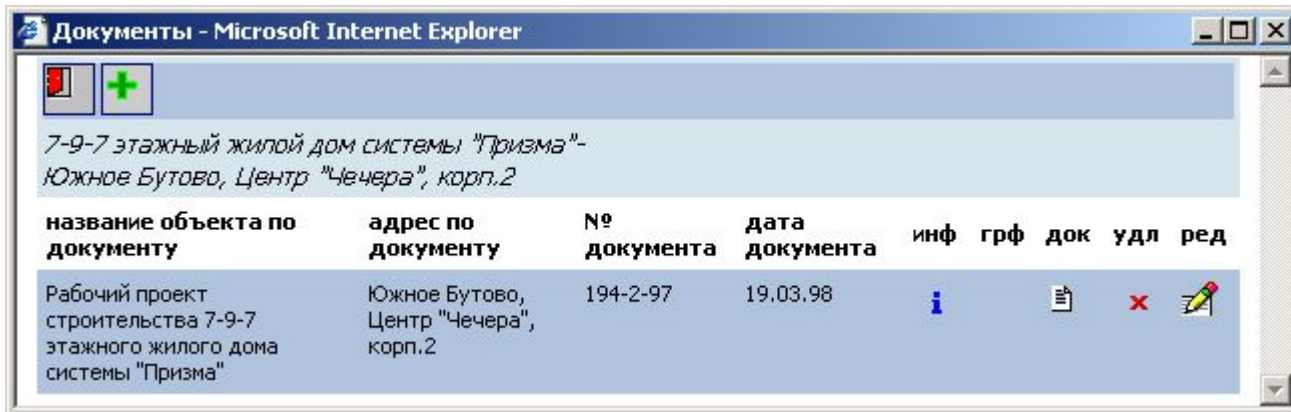 Документы - Microsoft Internet Explorer
7-9-7 этажный жилой дом системы "Призма"-
Южное Бутово, Центр "Чечера", корп.2
название объекта по документу адрес по документу № документа дата документа инф грф док удл ред
Рабочий проект 
строительства 7-9-7 
этажного жилого дома 
системы "Призма"
Южное Бутово,
Центр "Чечера",
корп.2
194-2-97
19.03.98